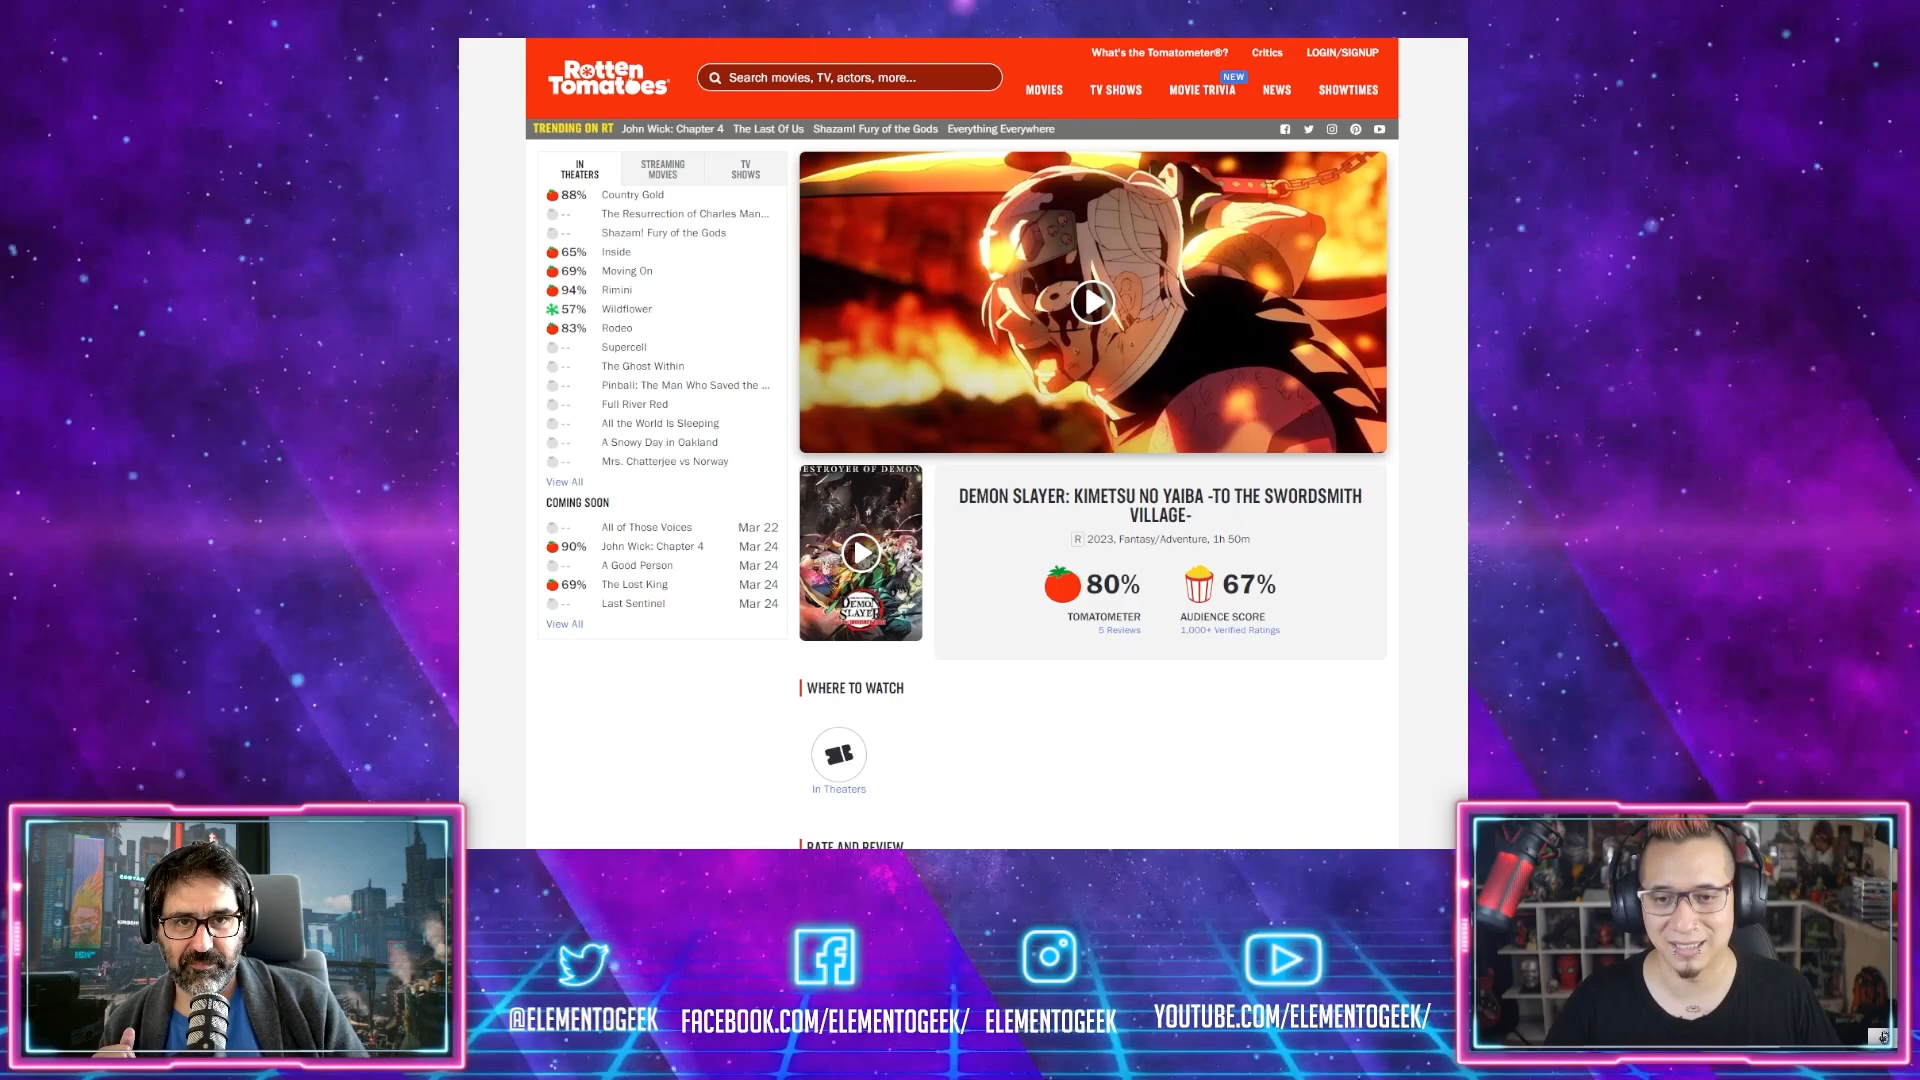 What's the Tomatometer®?
Critics
LOGIN/SIGNUP
Rotten
Tomatoes
Search movies, TV, actors, more...
NEW
MOVIES
TV SHOWS
MOVIE TRIVIA
NEWS
SHOWTIMES
TRENDING ON RT
John Wick: Chapter 4
The Last Of Us
Shazam! Fury of the Gods
Everything Everywhere
IN
THEATERS
STREAMING
MOVIES
TV
SHOWS
88% Country Gold
-- The Resurrection of Charles Man...
-- Shazam! Fury of the Gods
65% Inside
69% Moving On
94% Rimini
57% Wildflower
83% Rodeo
-- Supercell
-- The Ghost Within
-- Pinball: The Man Who Saved the ...
-- Full River Red
-- All the World Is Sleeping
-- A Snowy Day in Oakland
-- Mrs. Chatterjee vs Norway
View All
COMING SOON
-- All of Those Voices Mar 22
90% John Wick: Chapter 4 Mar 24
-- A Good Person Mar 24
69% The Lost King Mar 24
-- Last Sentinel Mar 24
View All
ESTROYER OF DEMON
DEMON
SLAYER
DEMON SLAYER: KIMETSU NO YAIBA -TO THE SWORDSMITH
VILLAGE-
R 2023, Fantasy/Adventure, 1h 50m
80%
TOMATOMETER
5 Reviews
67%
AUDIENCE SCORE
1,000+ Verified Ratings
WHERE TO WATCH
In Theaters
RATE AND REVIEW
@ELEMENTOGEEK
FACEBOOK.COM/ELEMENTOGEEK/
ELEMENTOGEEK
YOUTUBE.COM/ELEMENTOGEEK/